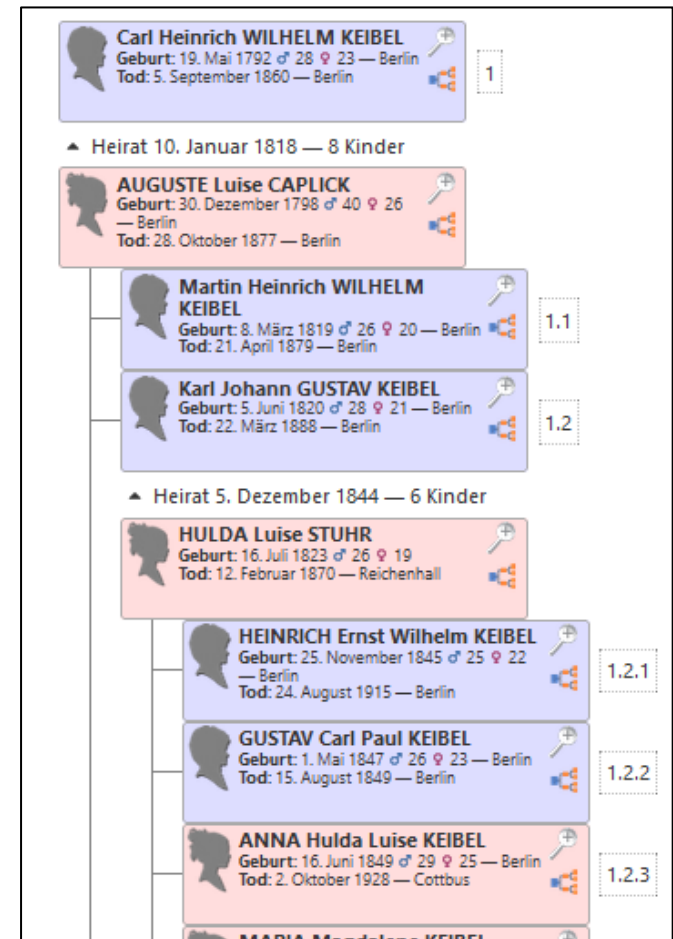 Carl Heinrich WILHELM KEIBEL
Geburt: 19. Mai 1792 ♂ 28 ♀ 23 — Berlin
Tod: 5. September 1860 — Berlin
1
▲ Heirat 10. Januar 1818 — 8 Kinder
AUGUSTE Luise CAPLICK
Geburt: 30. Dezember 1798 ♂ 40 ♀ 26
— Berlin
Tod: 28. Oktober 1877 — Berlin
Martin Heinrich WILHELM
KEIBEL
Geburt: 8. März 1819 ♂ 26 ♀ 20 — Berlin
Tod: 21. April 1879 — Berlin
1.1
Karl Johann GUSTAV KEIBEL
Geburt: 5. Juni 1820 ♂ 28 ♀ 21 — Berlin
Tod: 22. März 1888 — Berlin
1.2
▲ Heirat 5. Dezember 1844 — 6 Kinder
HULDA Luise STUHR
Geburt: 16. Juli 1823 ♂ 26 ♀ 19
Tod: 12. Februar 1870 — Reichenhall
HEINRICH Ernst Wilhelm KEIBEL
Geburt: 25. November 1845 ♂ 25 ♀ 22
— Berlin
Tod: 24. August 1915 — Berlin
1.2.1
GUSTAV Carl Paul KEIBEL
Geburt: 1. Mai 1847 ♂ 26 ♀ 23 — Berlin
Tod: 15. August 1849 — Berlin
1.2.2
ANNA Hulda Luise KEIBEL
Geburt: 16. Juni 1849 ♂ 29 ♀ 25 — Berlin
Tod: 2. Oktober 1928 — Cottbus
1.2.3
MARIA Magdalene KEIBEL